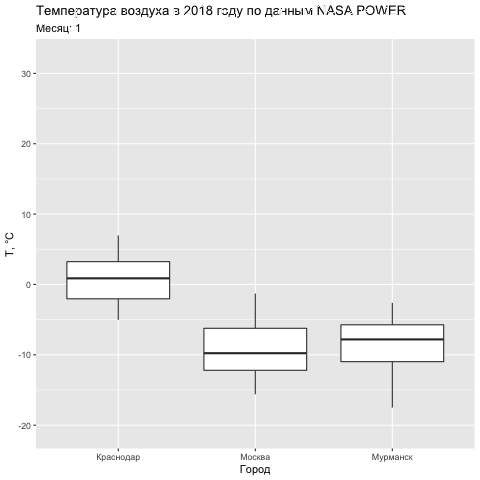 Температура воздуха в 2018 году по данным NASA POWER
Месяц: 1
T, °C
30
20
10
0
-10
-20
Краснодар
Москва
Мурманск
Город